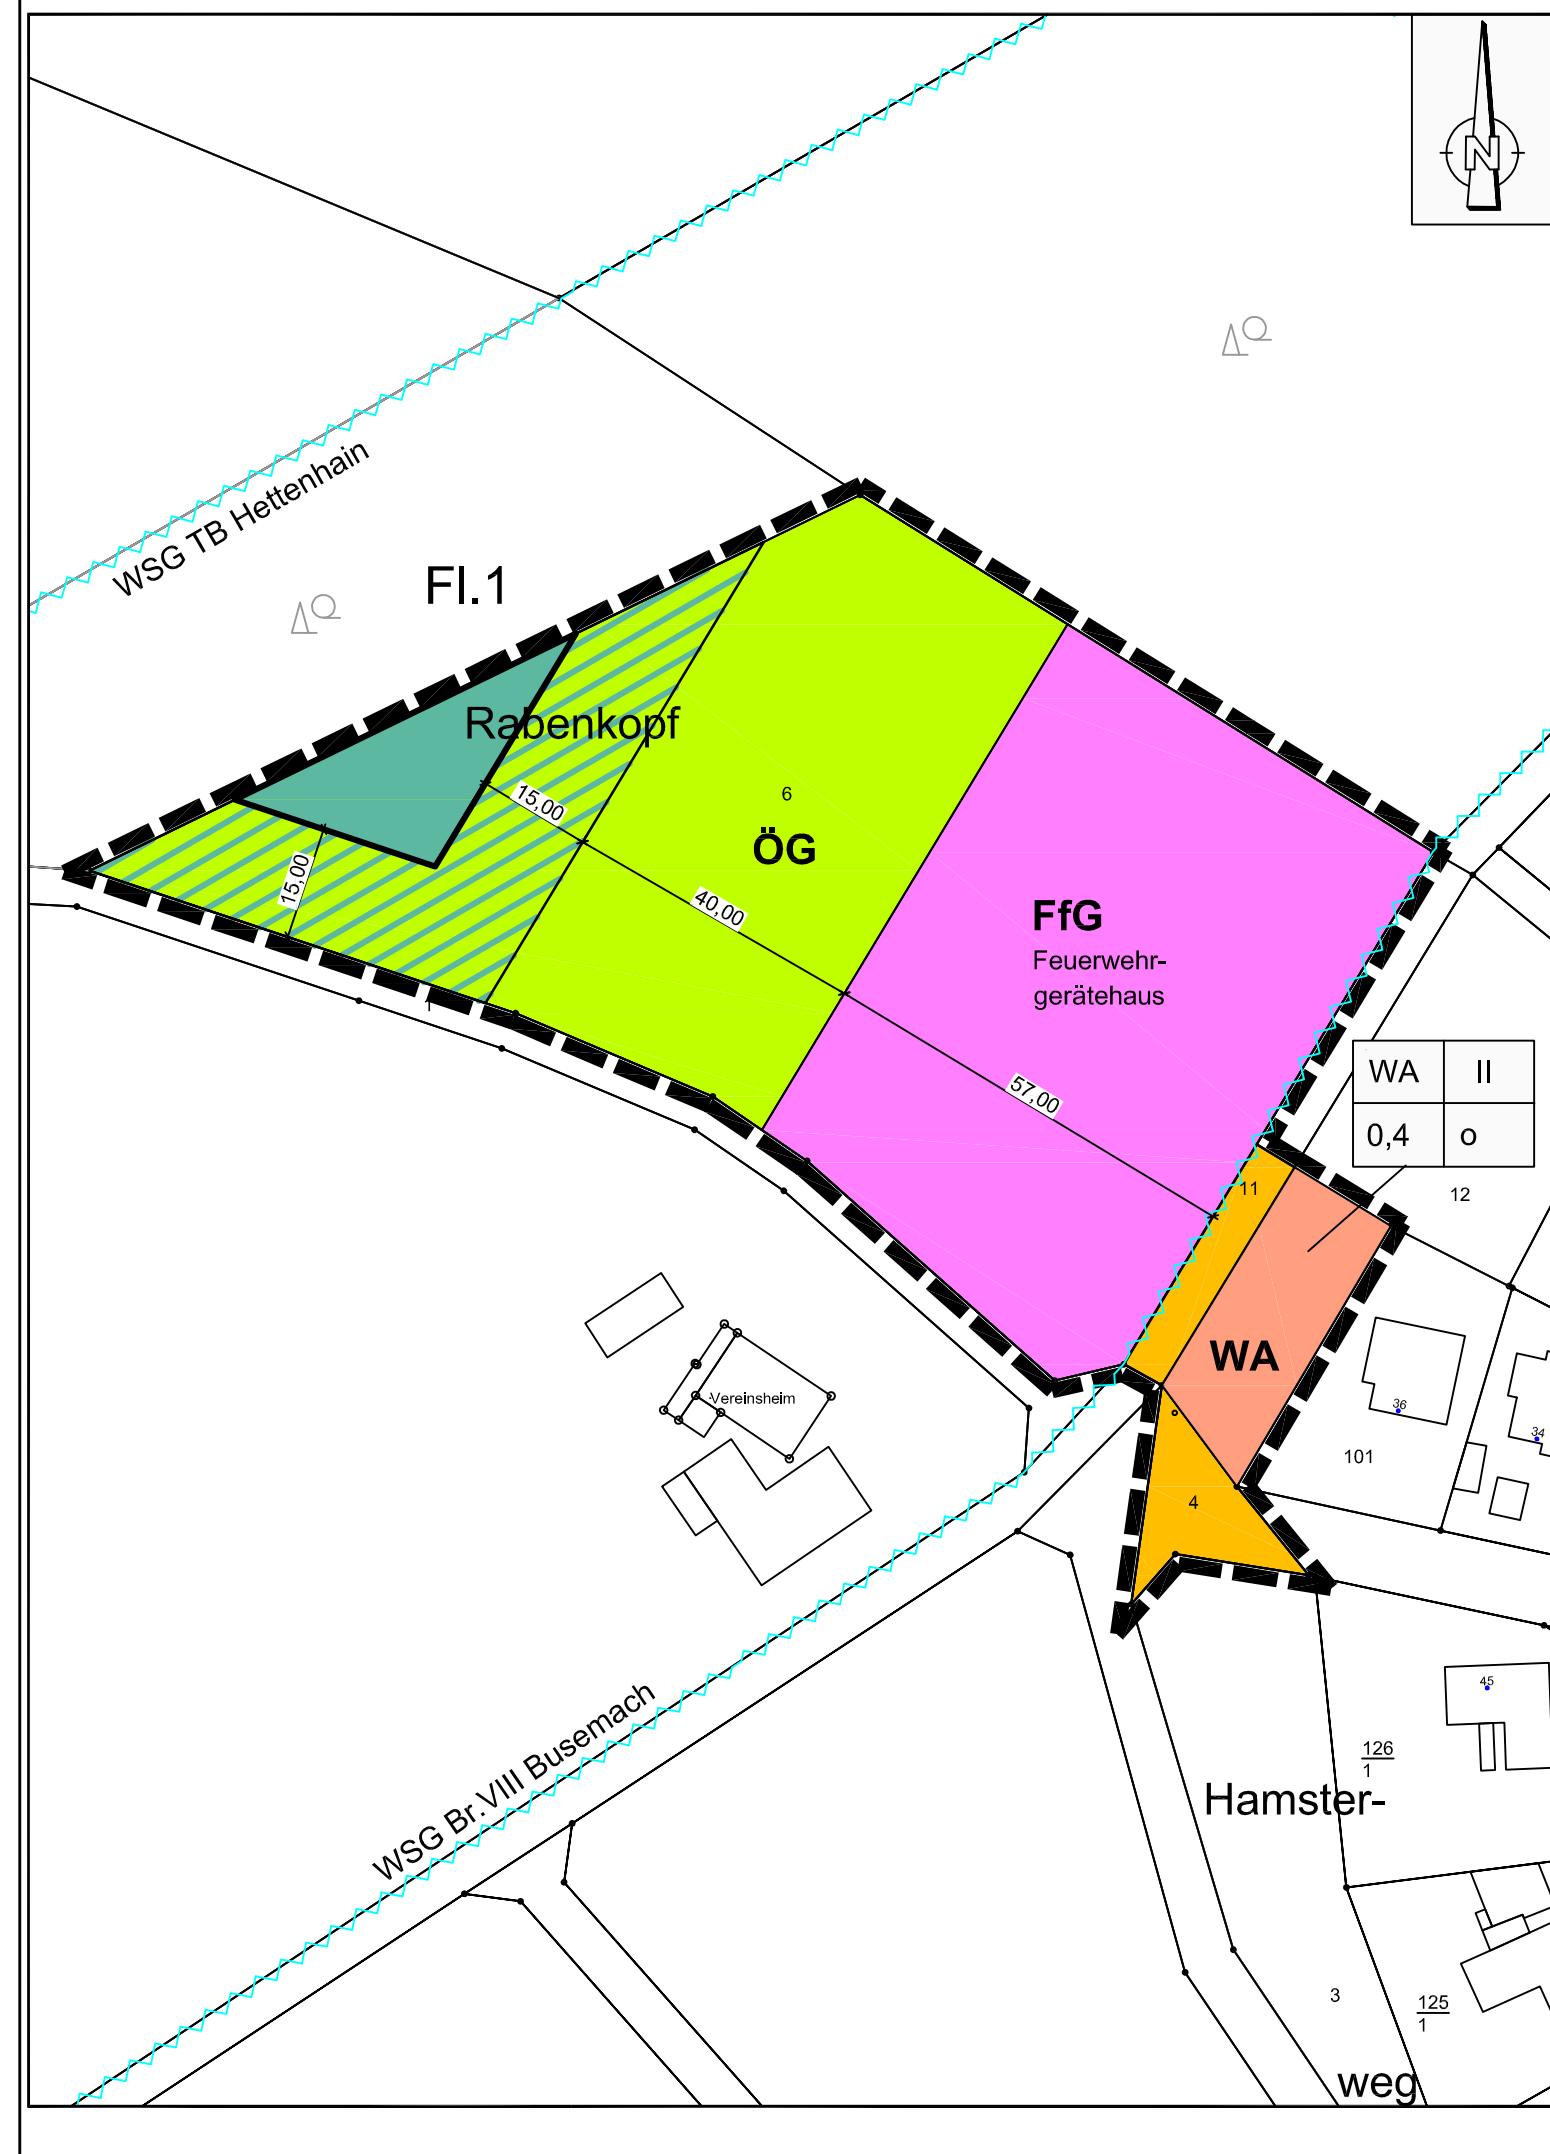 N
WSG TB Hettenhain
Fl.1
Rabenkopf
15,00
6
ÖG
15,00
40,00
FfG
Feuerwehr-
gerätehaus
1
57,00
WA II
0,4 o
11
12
WA
Vereinsheim
36
34
101
4
WSG Br.VIII Busemach
45
126
1
Hamster-
3
125
1
weg